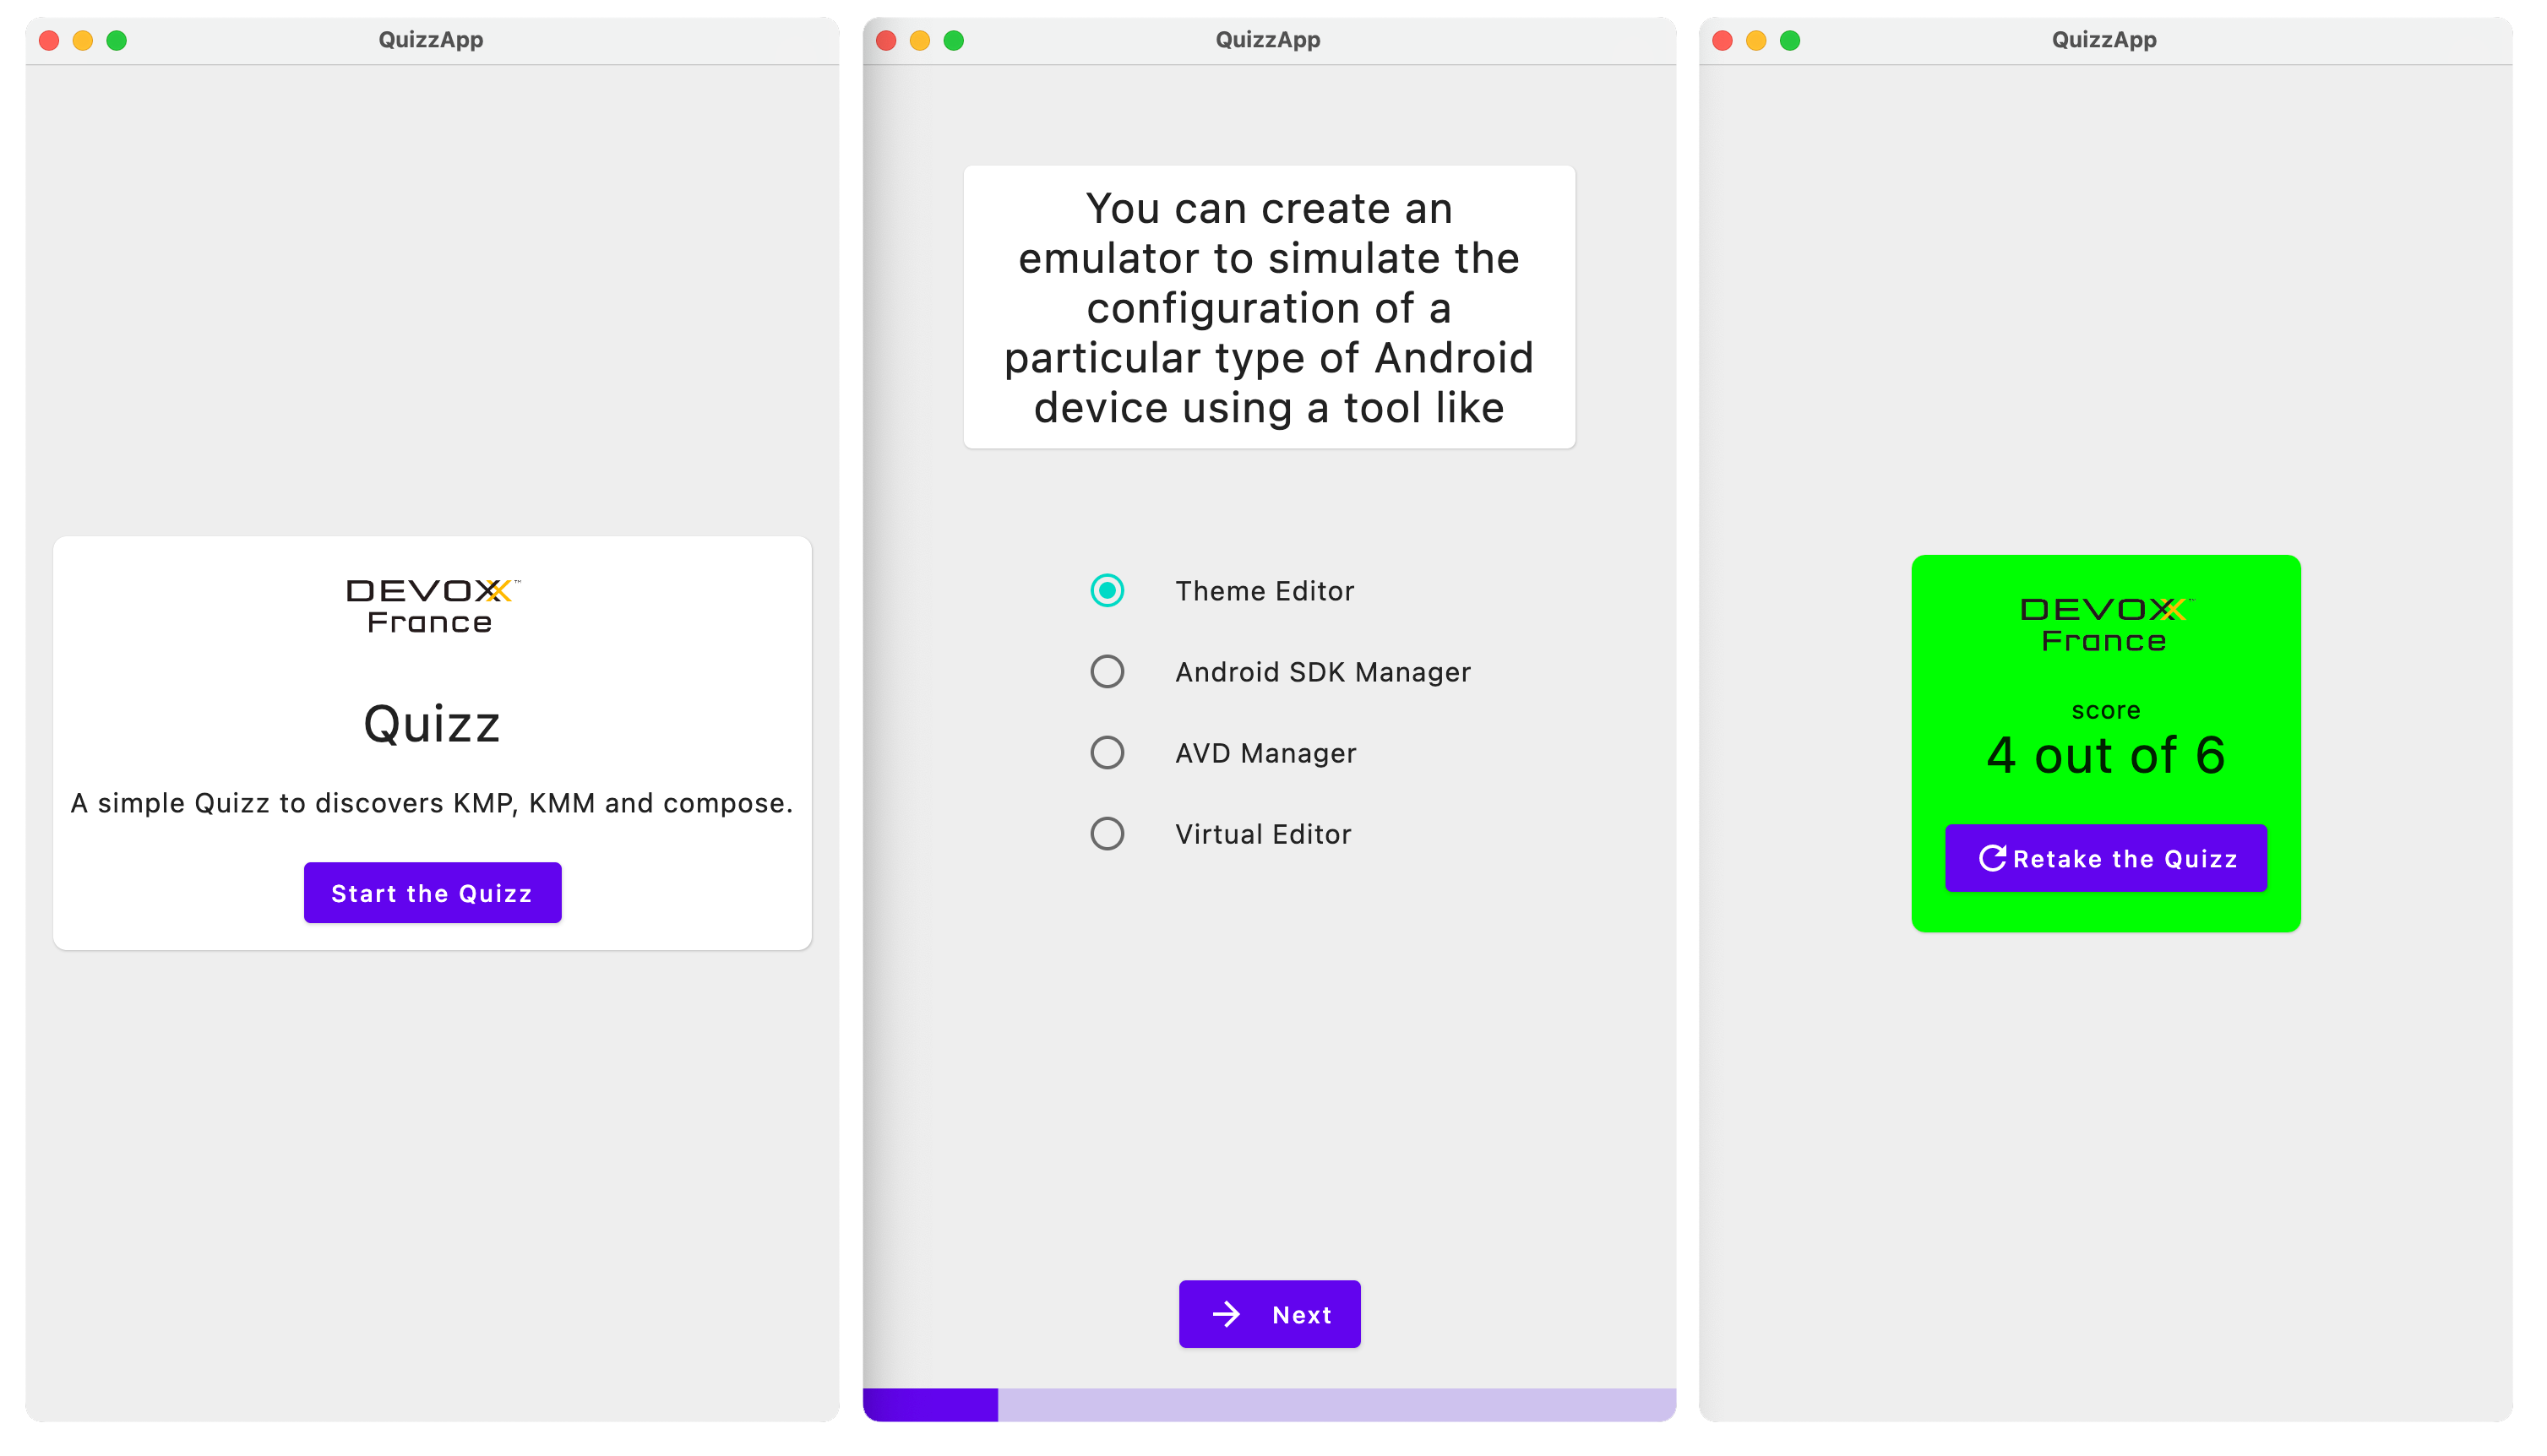 QuizzApp
DEVOXX™
France
Quizz
A simple Quizz to discovers KMP, KMM and compose.
Start the Quizz
QuizzApp
You can create an
emulator to simulate the
configuration of a
particular type of Android
device using a tool like
Theme Editor
Android SDK Manager
AVD Manager
Virtual Editor
Next
QuizzApp
DEVOXX™
France
score
4 out of 6
Retake the Quizz